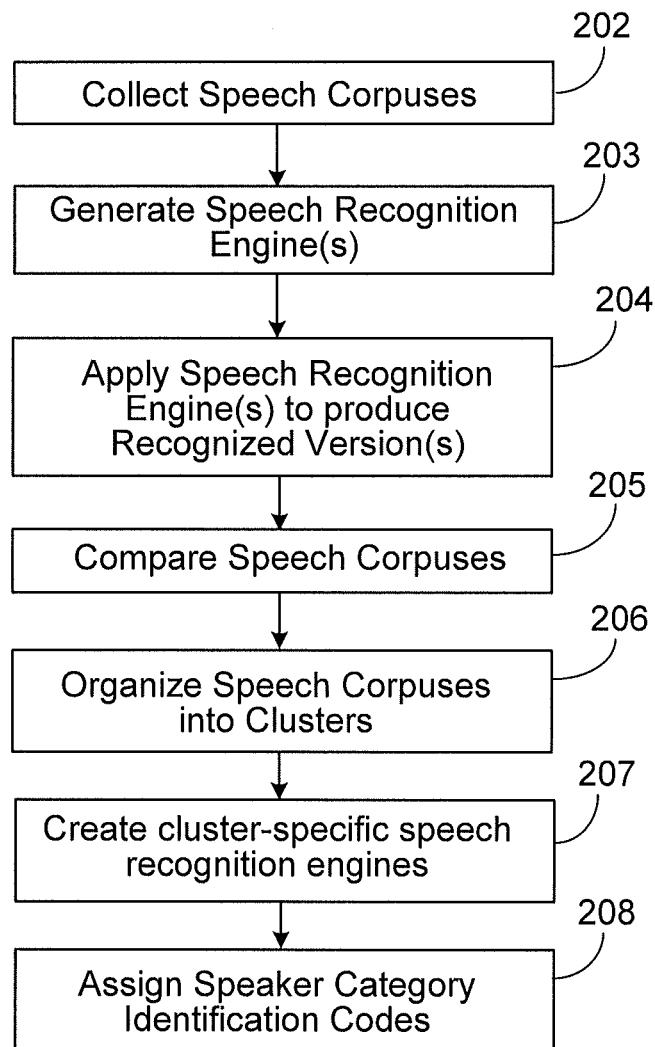 202
Collect Speech Corpuses
203
Generate Speech Recognition
Engine(s)
204
Apply Speech Recognition
Engine(s) to produce
Recognized Version(s)
205
Compare Speech Corpuses
206
Organize Speech Corpuses
into Clusters
207
Create cluster-specific speech
recognition engines
208
Assign Speaker Category
Identification Codes